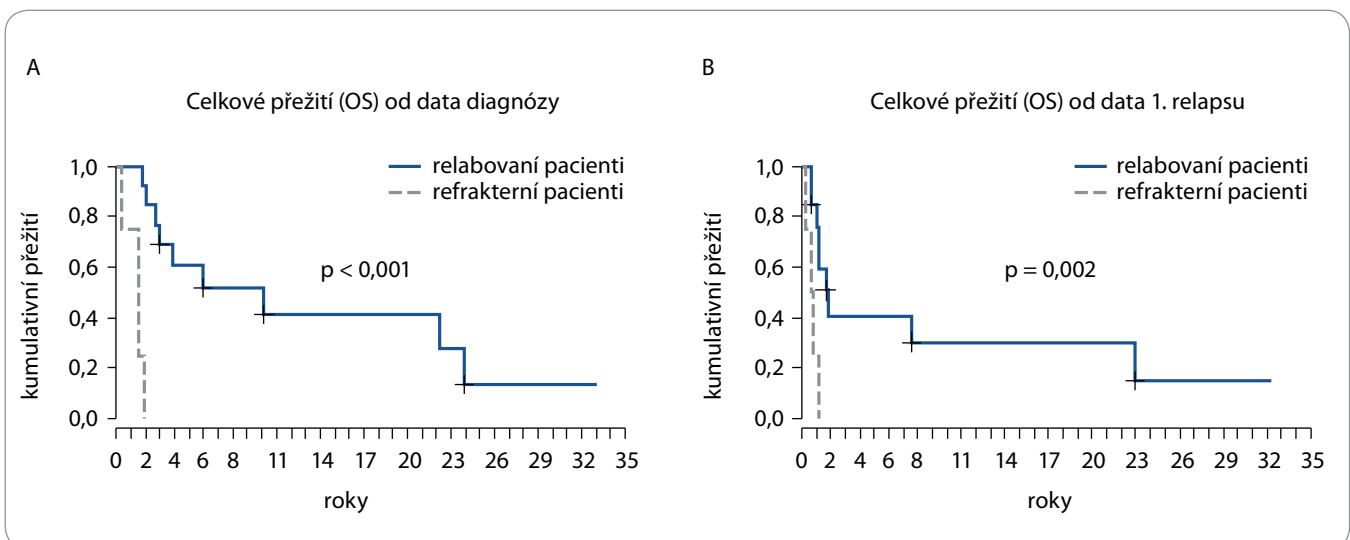 A
Celkové přežití (OS) od data diagnózy
kumulativní přežití
1,0
0,8
0,6
0,4
0,2
0,0
relabovaní pacienti
refrakterní pacienti
p < 0,001
0 2 4 6 8 11 14 17 20 23 26 29 32 35
roky
B
Celkové přežití (OS) od data 1. relapsu
kumulativní přežití
1,0
0,8
0,6
0,4
0,2
0,0
relabovaní pacienti
refrakterní pacienti
p = 0,002
0 2 4 6 8 11 14 17 20 23 26 29 32 35
roky